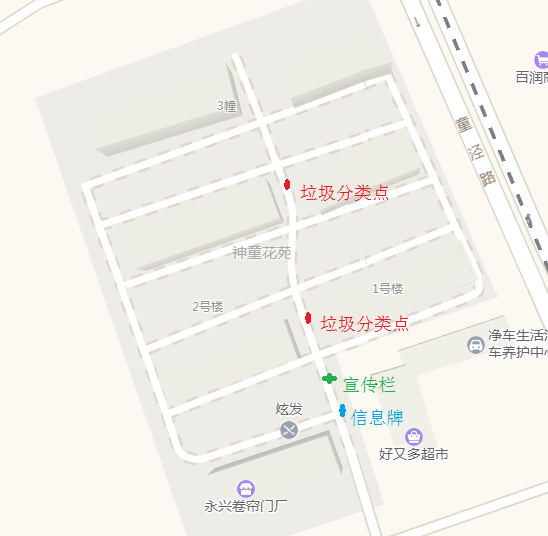 百润商
童泾路
3幢
垃圾分类点
神童花苑
1号楼
2号楼
垃圾分类点
净车生活汽
车养护中心
宣传栏
炫发
信息牌
好又多超市
永兴卷帘门厂